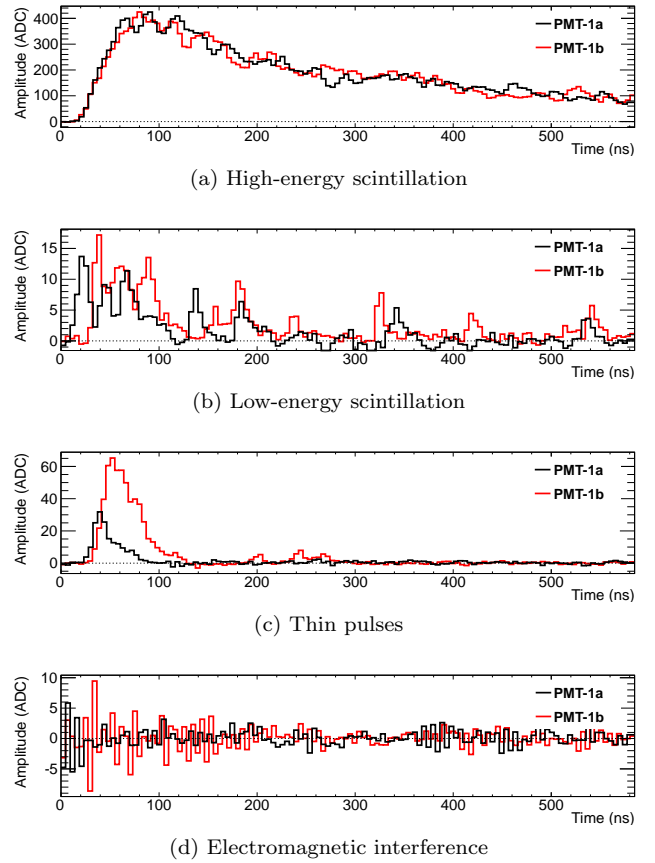 Amplitude (ADC)
400
300
200
100
0
PMT-1a
PMT-1b
0 100 200 300 400 500
Time (ns)
(a) High-energy scintillation
Amplitude (ADC)
15
10
5
0
PMT-1a
PMT-1b
0 100 200 300 400 500
Time (ns)
(b) Low-energy scintillation
Amplitude (ADC)
60
40
20
0
PMT-1a
PMT-1b
0 100 200 300 400 500
Time (ns)
(c) Thin pulses
Amplitude (ADC)
10
5
0
-5
PMT-1a
PMT-1b
0 100 200 300 400 500
Time (ns)
(d) Electromagnetic interference